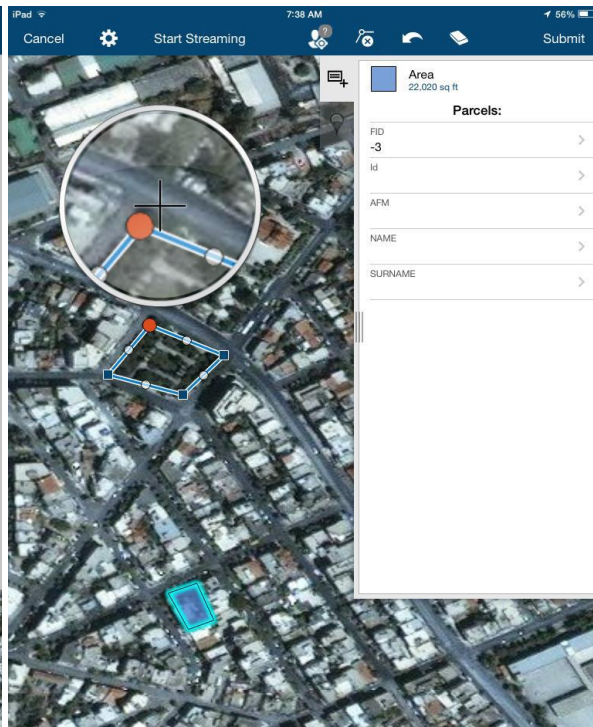 iPad 7:38 AM 56%
Cancel Start Streaming ? Submit
Area
22,020 sq ft
Parcels:
FID
-3
Id
AFM
NAME
SURNAME